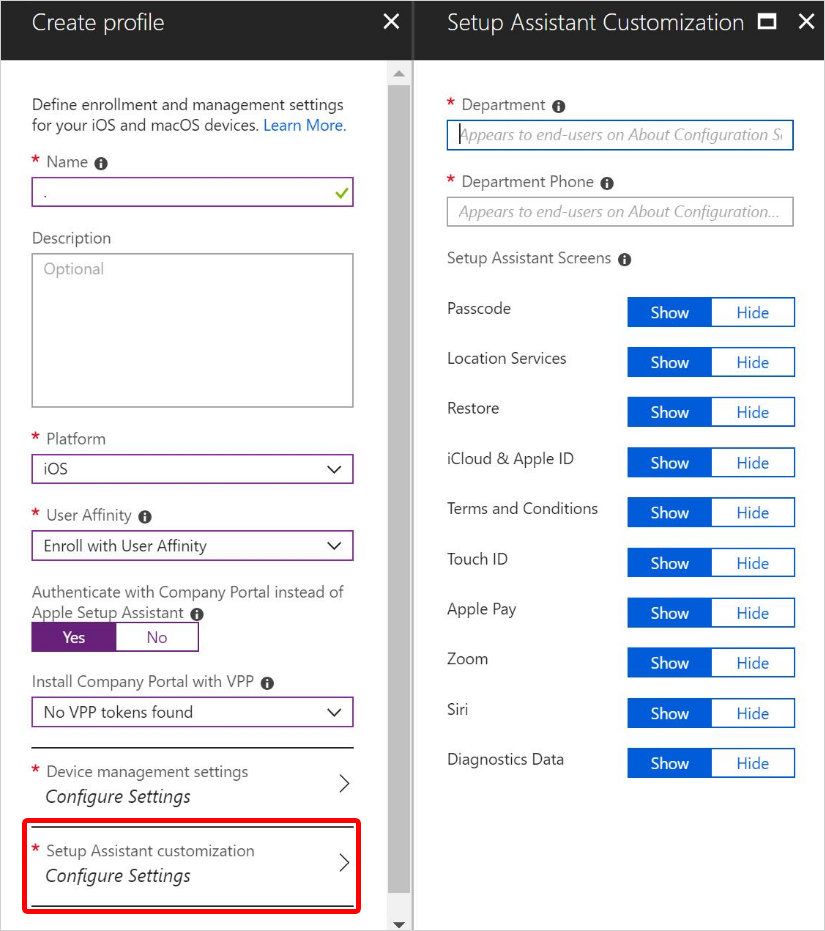 Create profile
Define enrollment and management settings
for your iOS and macOS devices. Learn More.
* Name
.
Description
Optional
* Platform
iOS
* User Affinity
Enroll with User Affinity
Authenticate with Company Portal instead of
Apple Setup Assistant
Yes No
Install Company Portal with VPP
No VPP tokens found
* Device management settings
Configure Settings
* Setup Assistant customization
Configure Settings
Setup Assistant Customization
* Department
Appears to end-users on About Configuration S
* Department Phone
Appears to end-users on About Configuration...
Setup Assistant Screens
Passcode Show Hide
Location Services Show Hide
Restore Show Hide
iCloud & Apple ID Show Hide
Terms and Conditions Show Hide
Touch ID Show Hide
Apple Pay Show Hide
Zoom Show Hide
Siri Show Hide
Diagnostics Data Show Hide